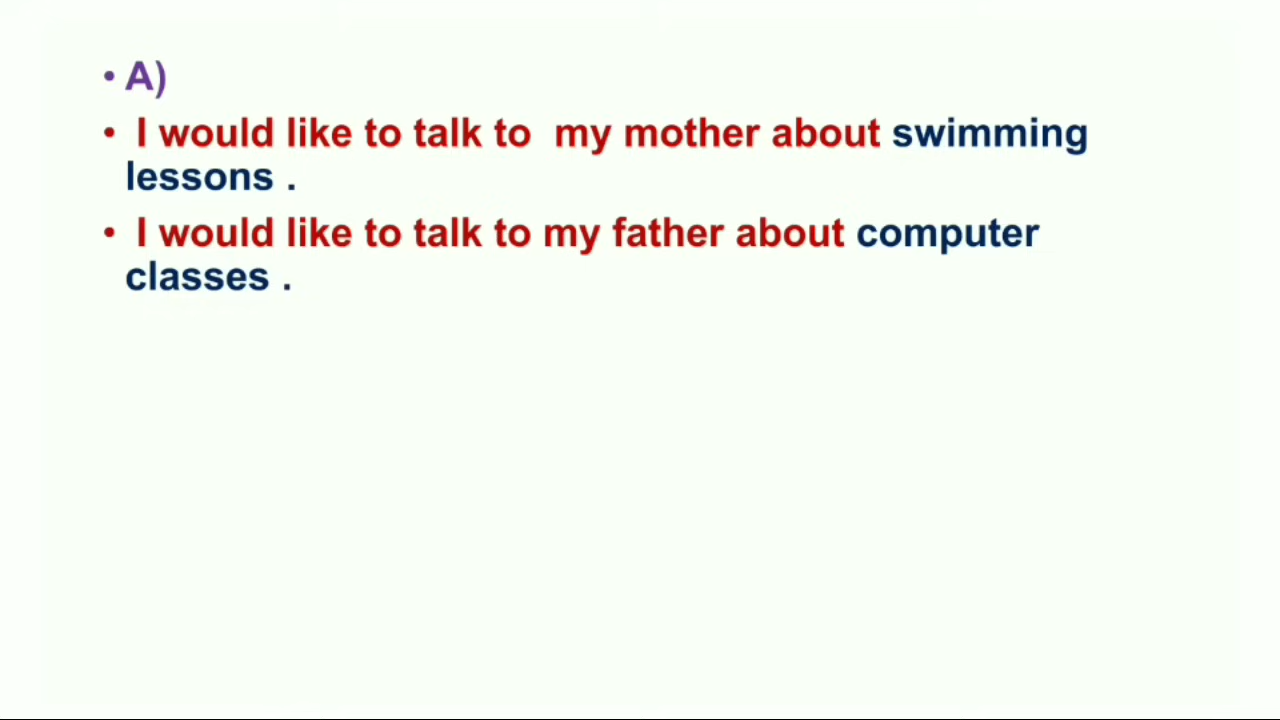 • A)
• I would like to talk to my mother about swimming
lessons .
• I would like to talk to my father about computer
classes .